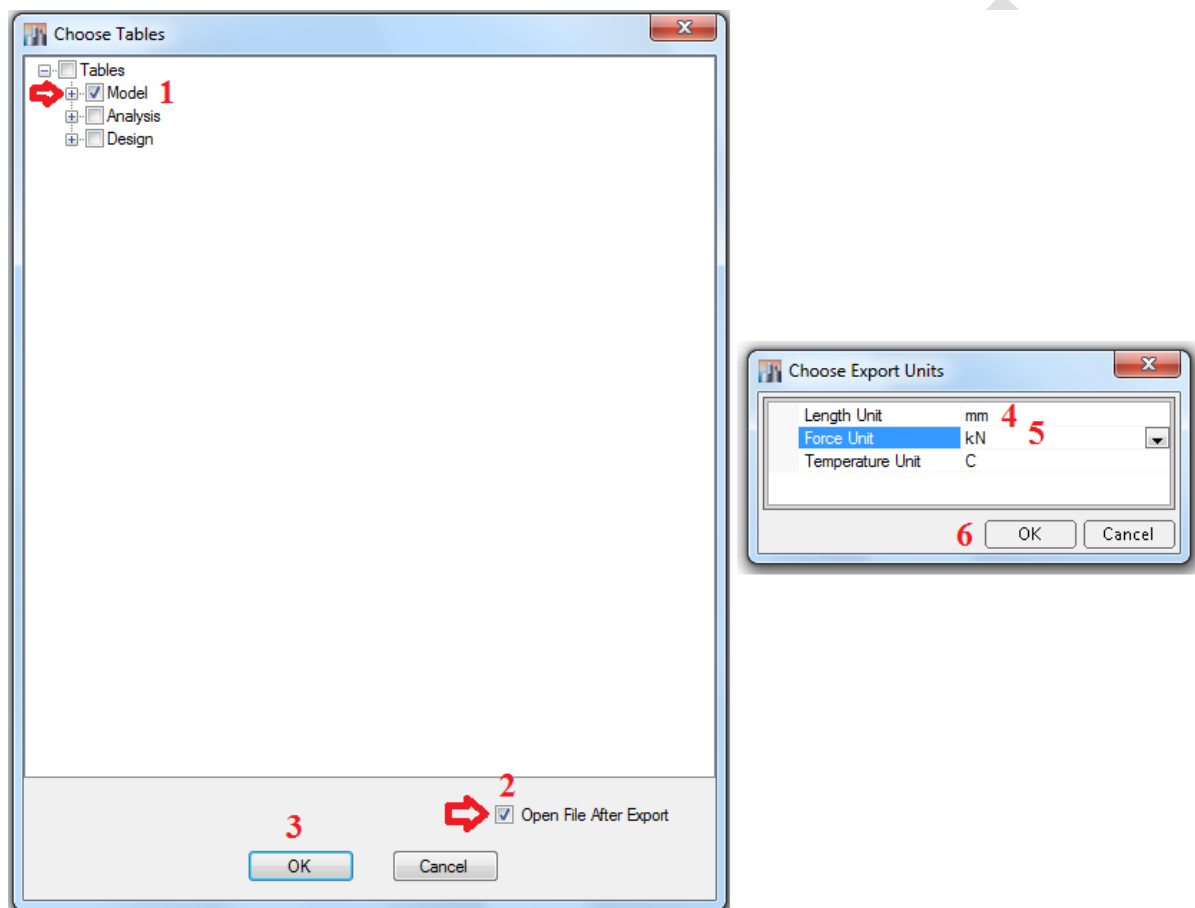 Choose Tables
Tables
Model 1
Analysis
Design
2
Open File After Export
3
OK Cancel
Choose Export Units
Length Unit mm 4
Force Unit kN 5
Temperature Unit C
6 OK Cancel